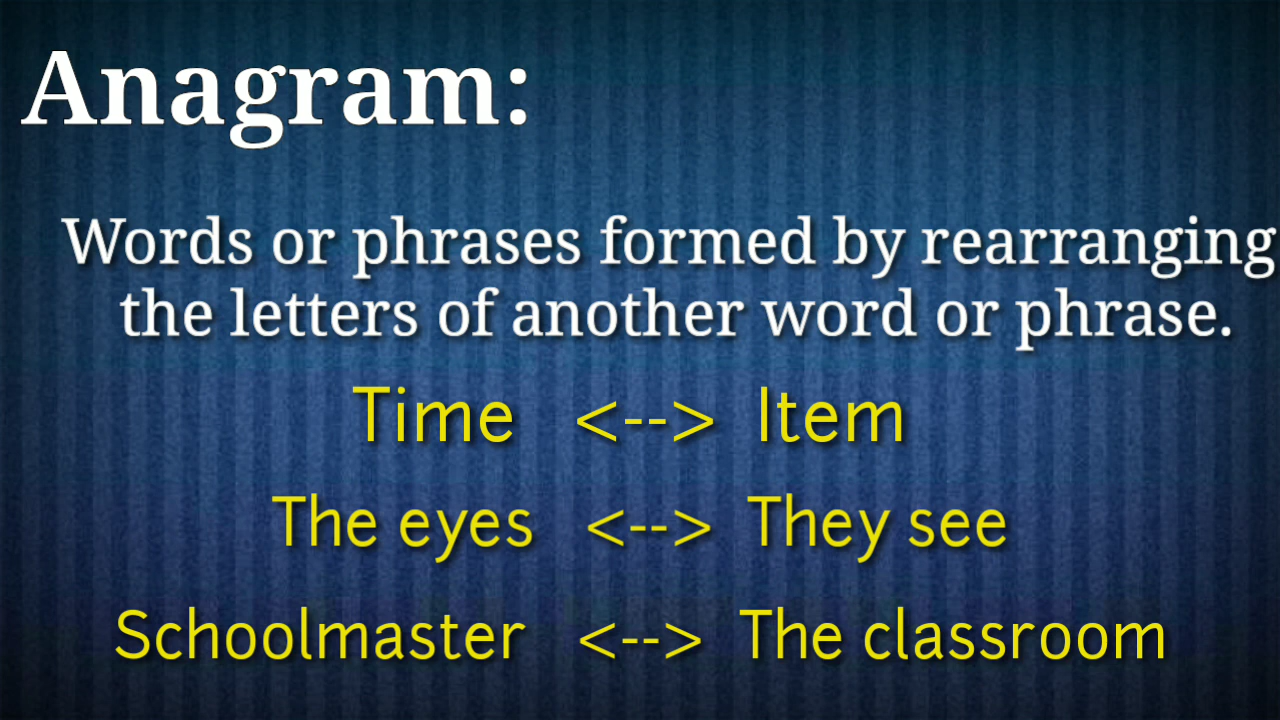 Anagram:
Words or phrases formed by rearranging
the letters of another word or phrase.
Time <--> Item
The eyes <--> They see
Schoolmaster <--> The classroom